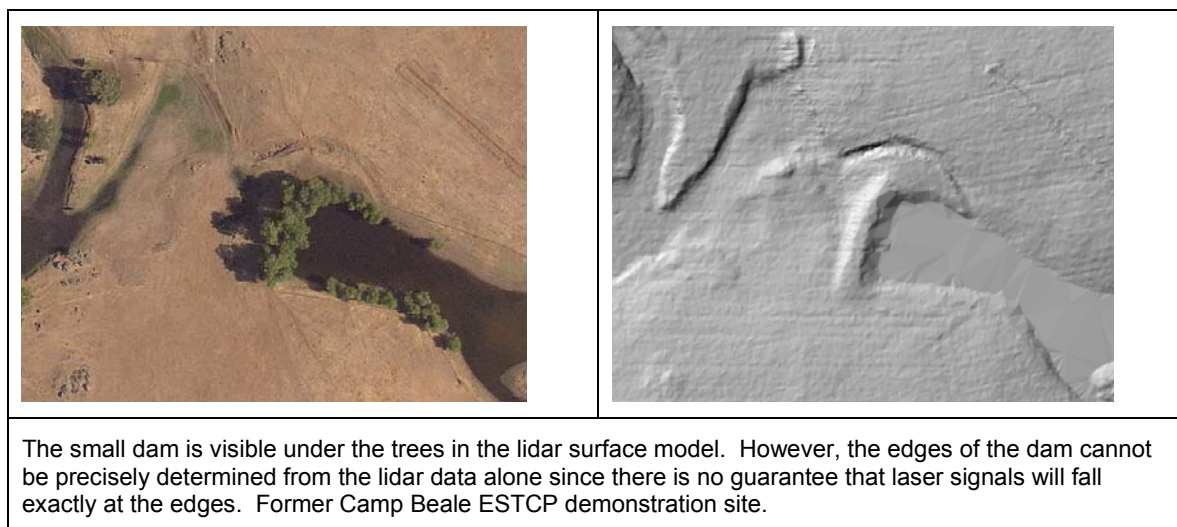 The small dam is visible under the trees in the lidar surface model.  However, the edges of the dam cannot
be precisely determined from the lidar data alone since there is no guarantee that laser signals will fall
exactly at the edges.  Former Camp Beale ESTCP demonstration site.